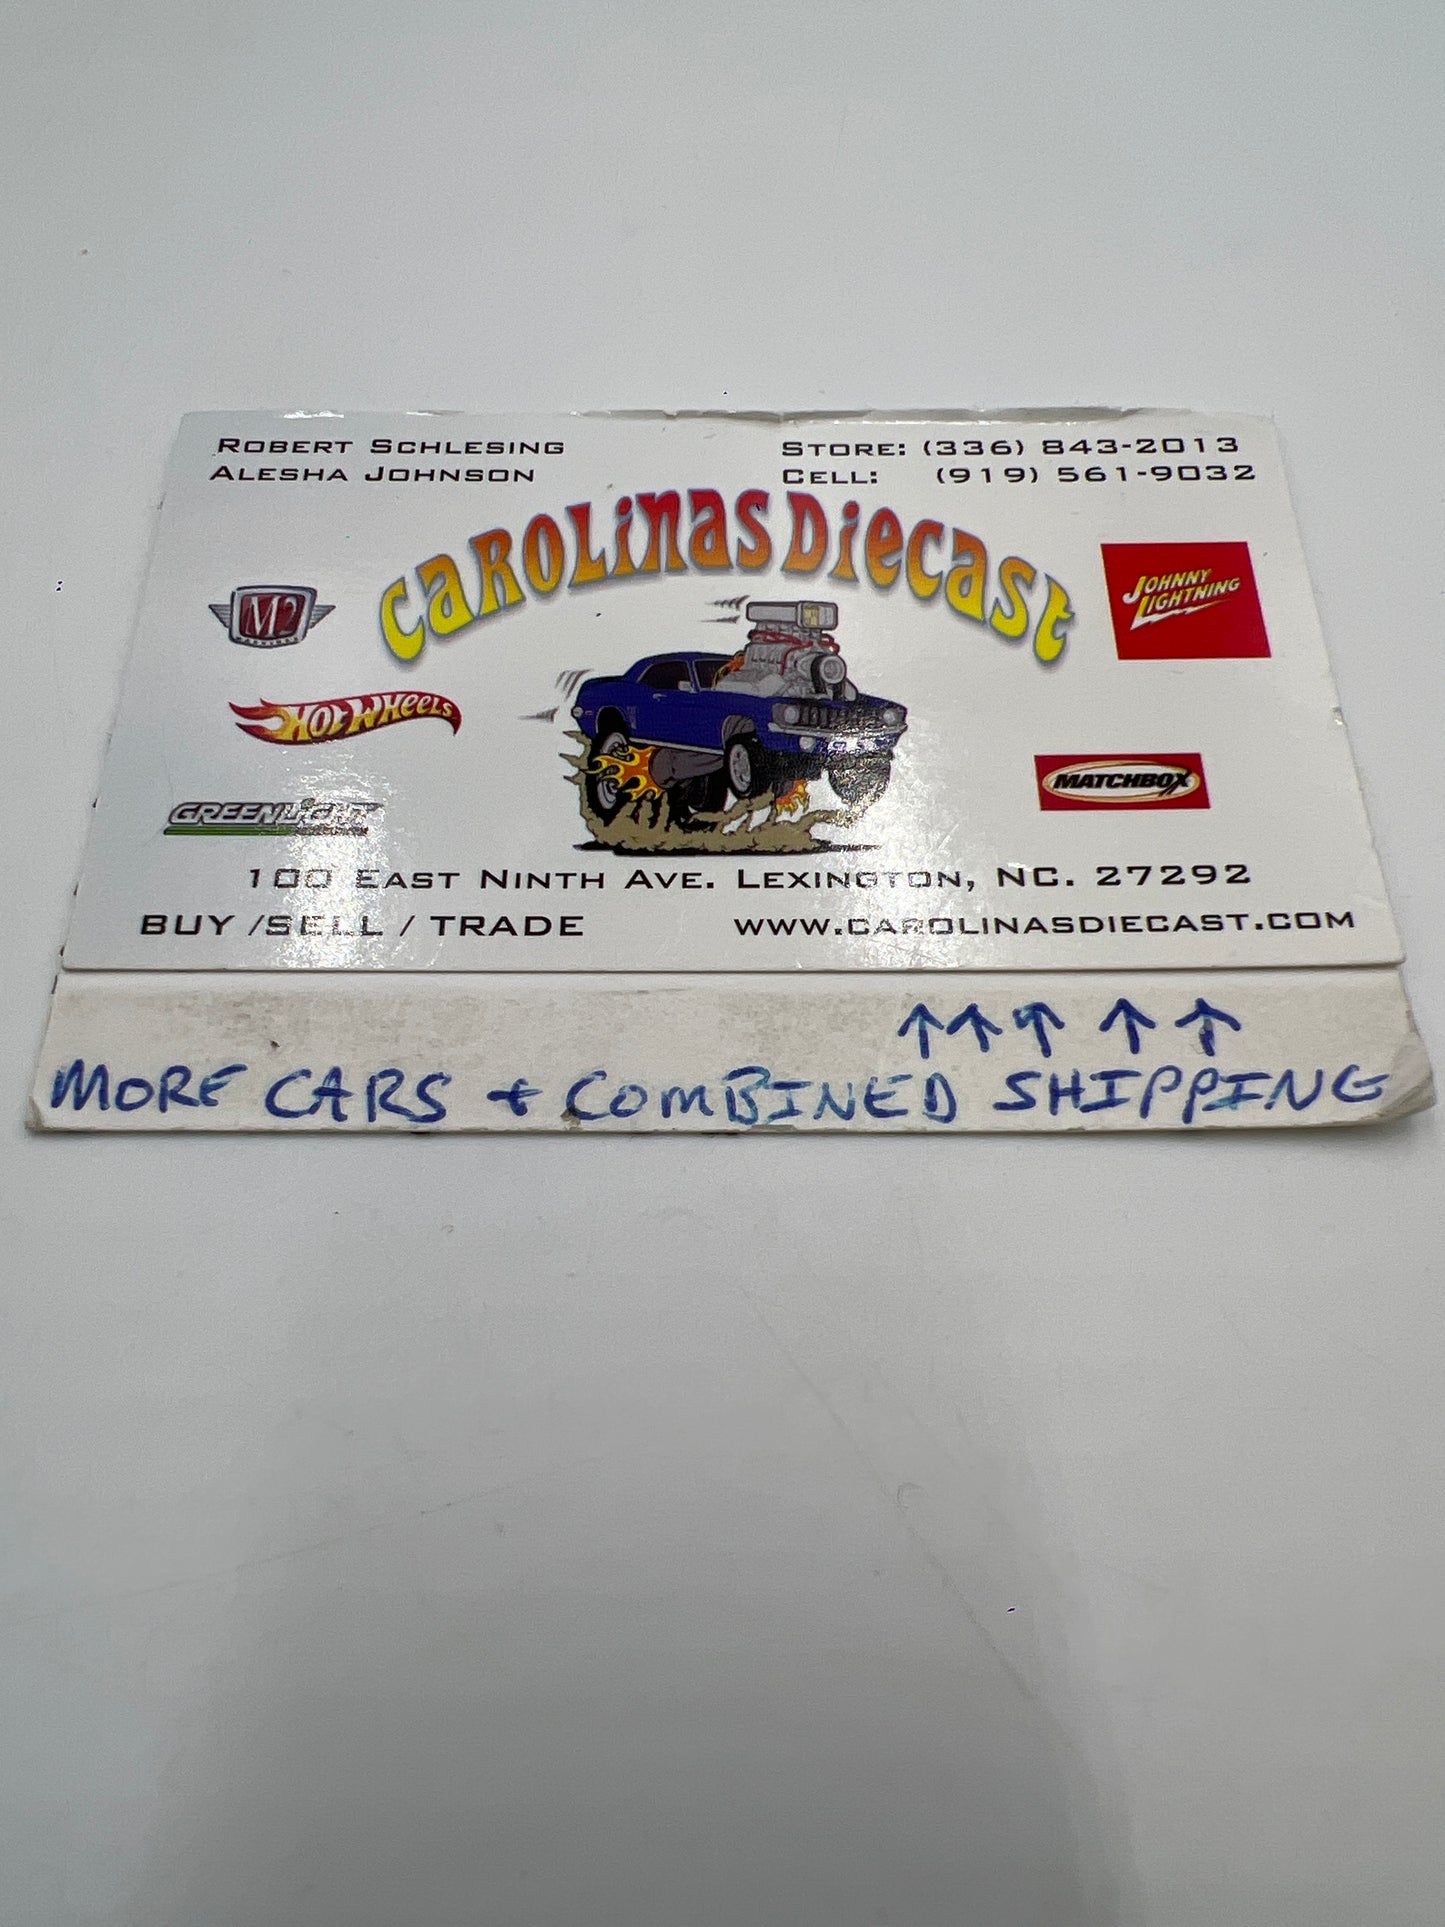 Robert Schlesing
Alesha Johnson
Store: (336) 843-2013
Cell: (919) 561-9032
Carolinas Diecast
M2
Johnny Lightning
Hot Wheels
GreenLight
MATCHBOX
100 East Ninth Ave. Lexington, NC. 27292
BUY /SELL / TRADE
www.carolinasdiecast.com
↑ ↑ ↑ ↑ ↑
MORE CARS + COMBINED SHIPPING